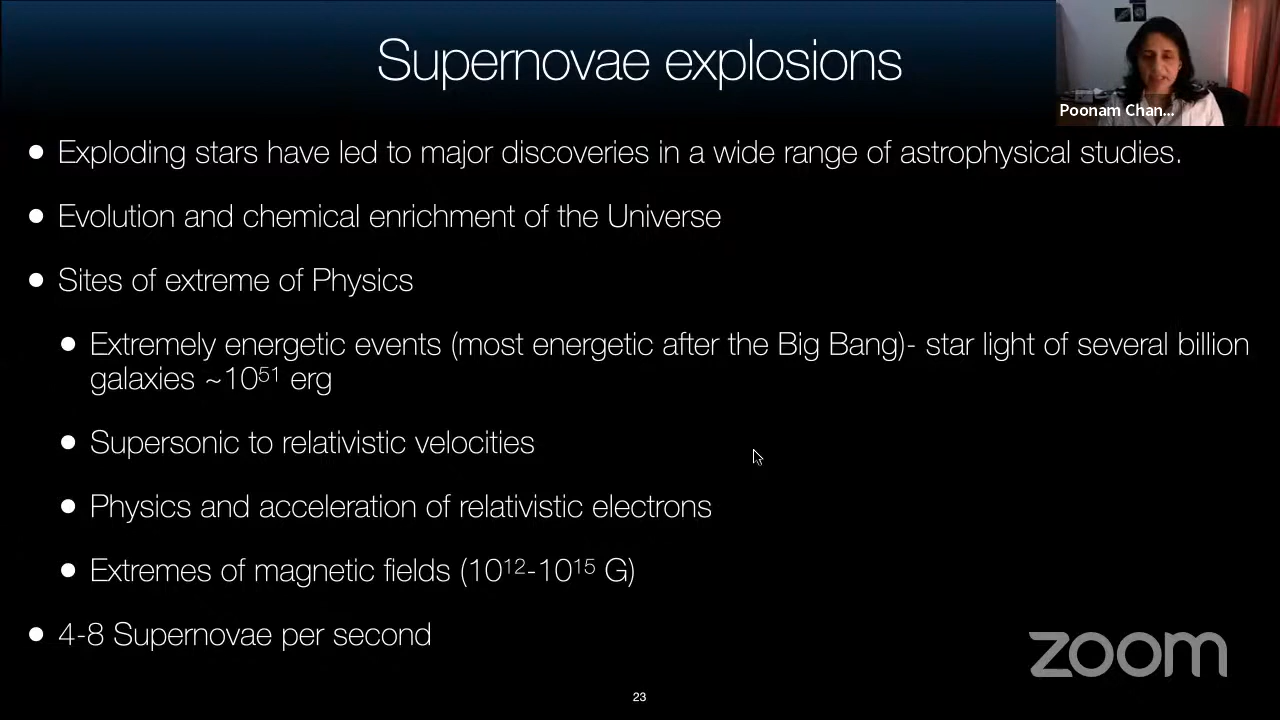 Supernovae explosions
Poonam Chan...
• Exploding stars have led to major discoveries in a wide range of astrophysical studies.
• Evolution and chemical enrichment of the Universe
• Sites of extreme of Physics
• Extremely energetic events (most energetic after the Big Bang)- star light of several billion
galaxies ~10⁵¹ erg
• Supersonic to relativistic velocities
• Physics and acceleration of relativistic electrons
• Extremes of magnetic fields (10¹²-10¹⁵ G)
• 4-8 Supernovae per second
zoom
23